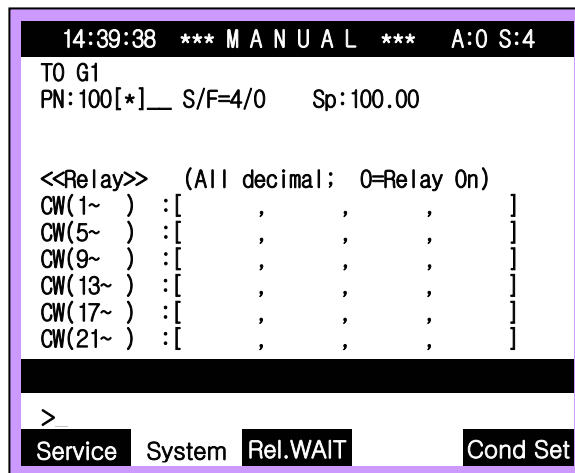 14:39:38 *** M A N U A L *** A:0 S:4
T0 G1
PN:100[*]__ S/F=4/0 Sp:100.00
<<Relay>> (All decimal; 0=Relay On)
CW(1~ ) :[ , , , ]
CW(5~ ) :[ , , , ]
CW(9~ ) :[ , , , ]
CW(13~ ) :[ , , , ]
CW(17~ ) :[ , , , ]
CW(21~ ) :[ , , , ]
>_
Service System Rel.WAIT Cond Set